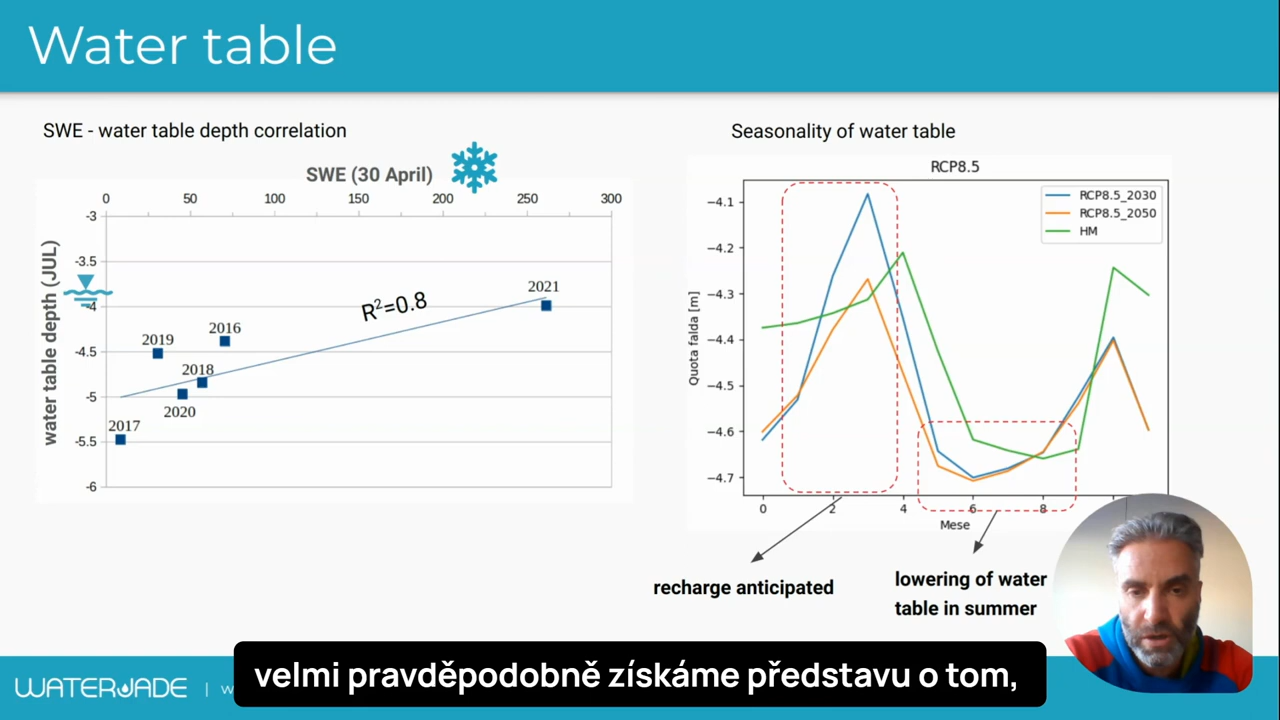 Water table
SWE - water table depth correlation
SWE (30 April)
0 50 100 150 200 250 300
-3
-3.5
-4
-4.5
-5
-5.5
-6
water table depth (JUL)
R²=0.8
2021
2016
2019
2018
2020
2017
Seasonality of water table
RCP8.5
RCP8.5_2030
RCP8.5_2050
HM
−4.1
−4.2
−4.3
−4.4
−4.5
−4.6
−4.7
Quota falda [m]
0 2 4 6 8
Mese
recharge anticipated
lowering of water
table in summer
WATERJADE | w
velmi pravděpodobně získáme představu o tom,